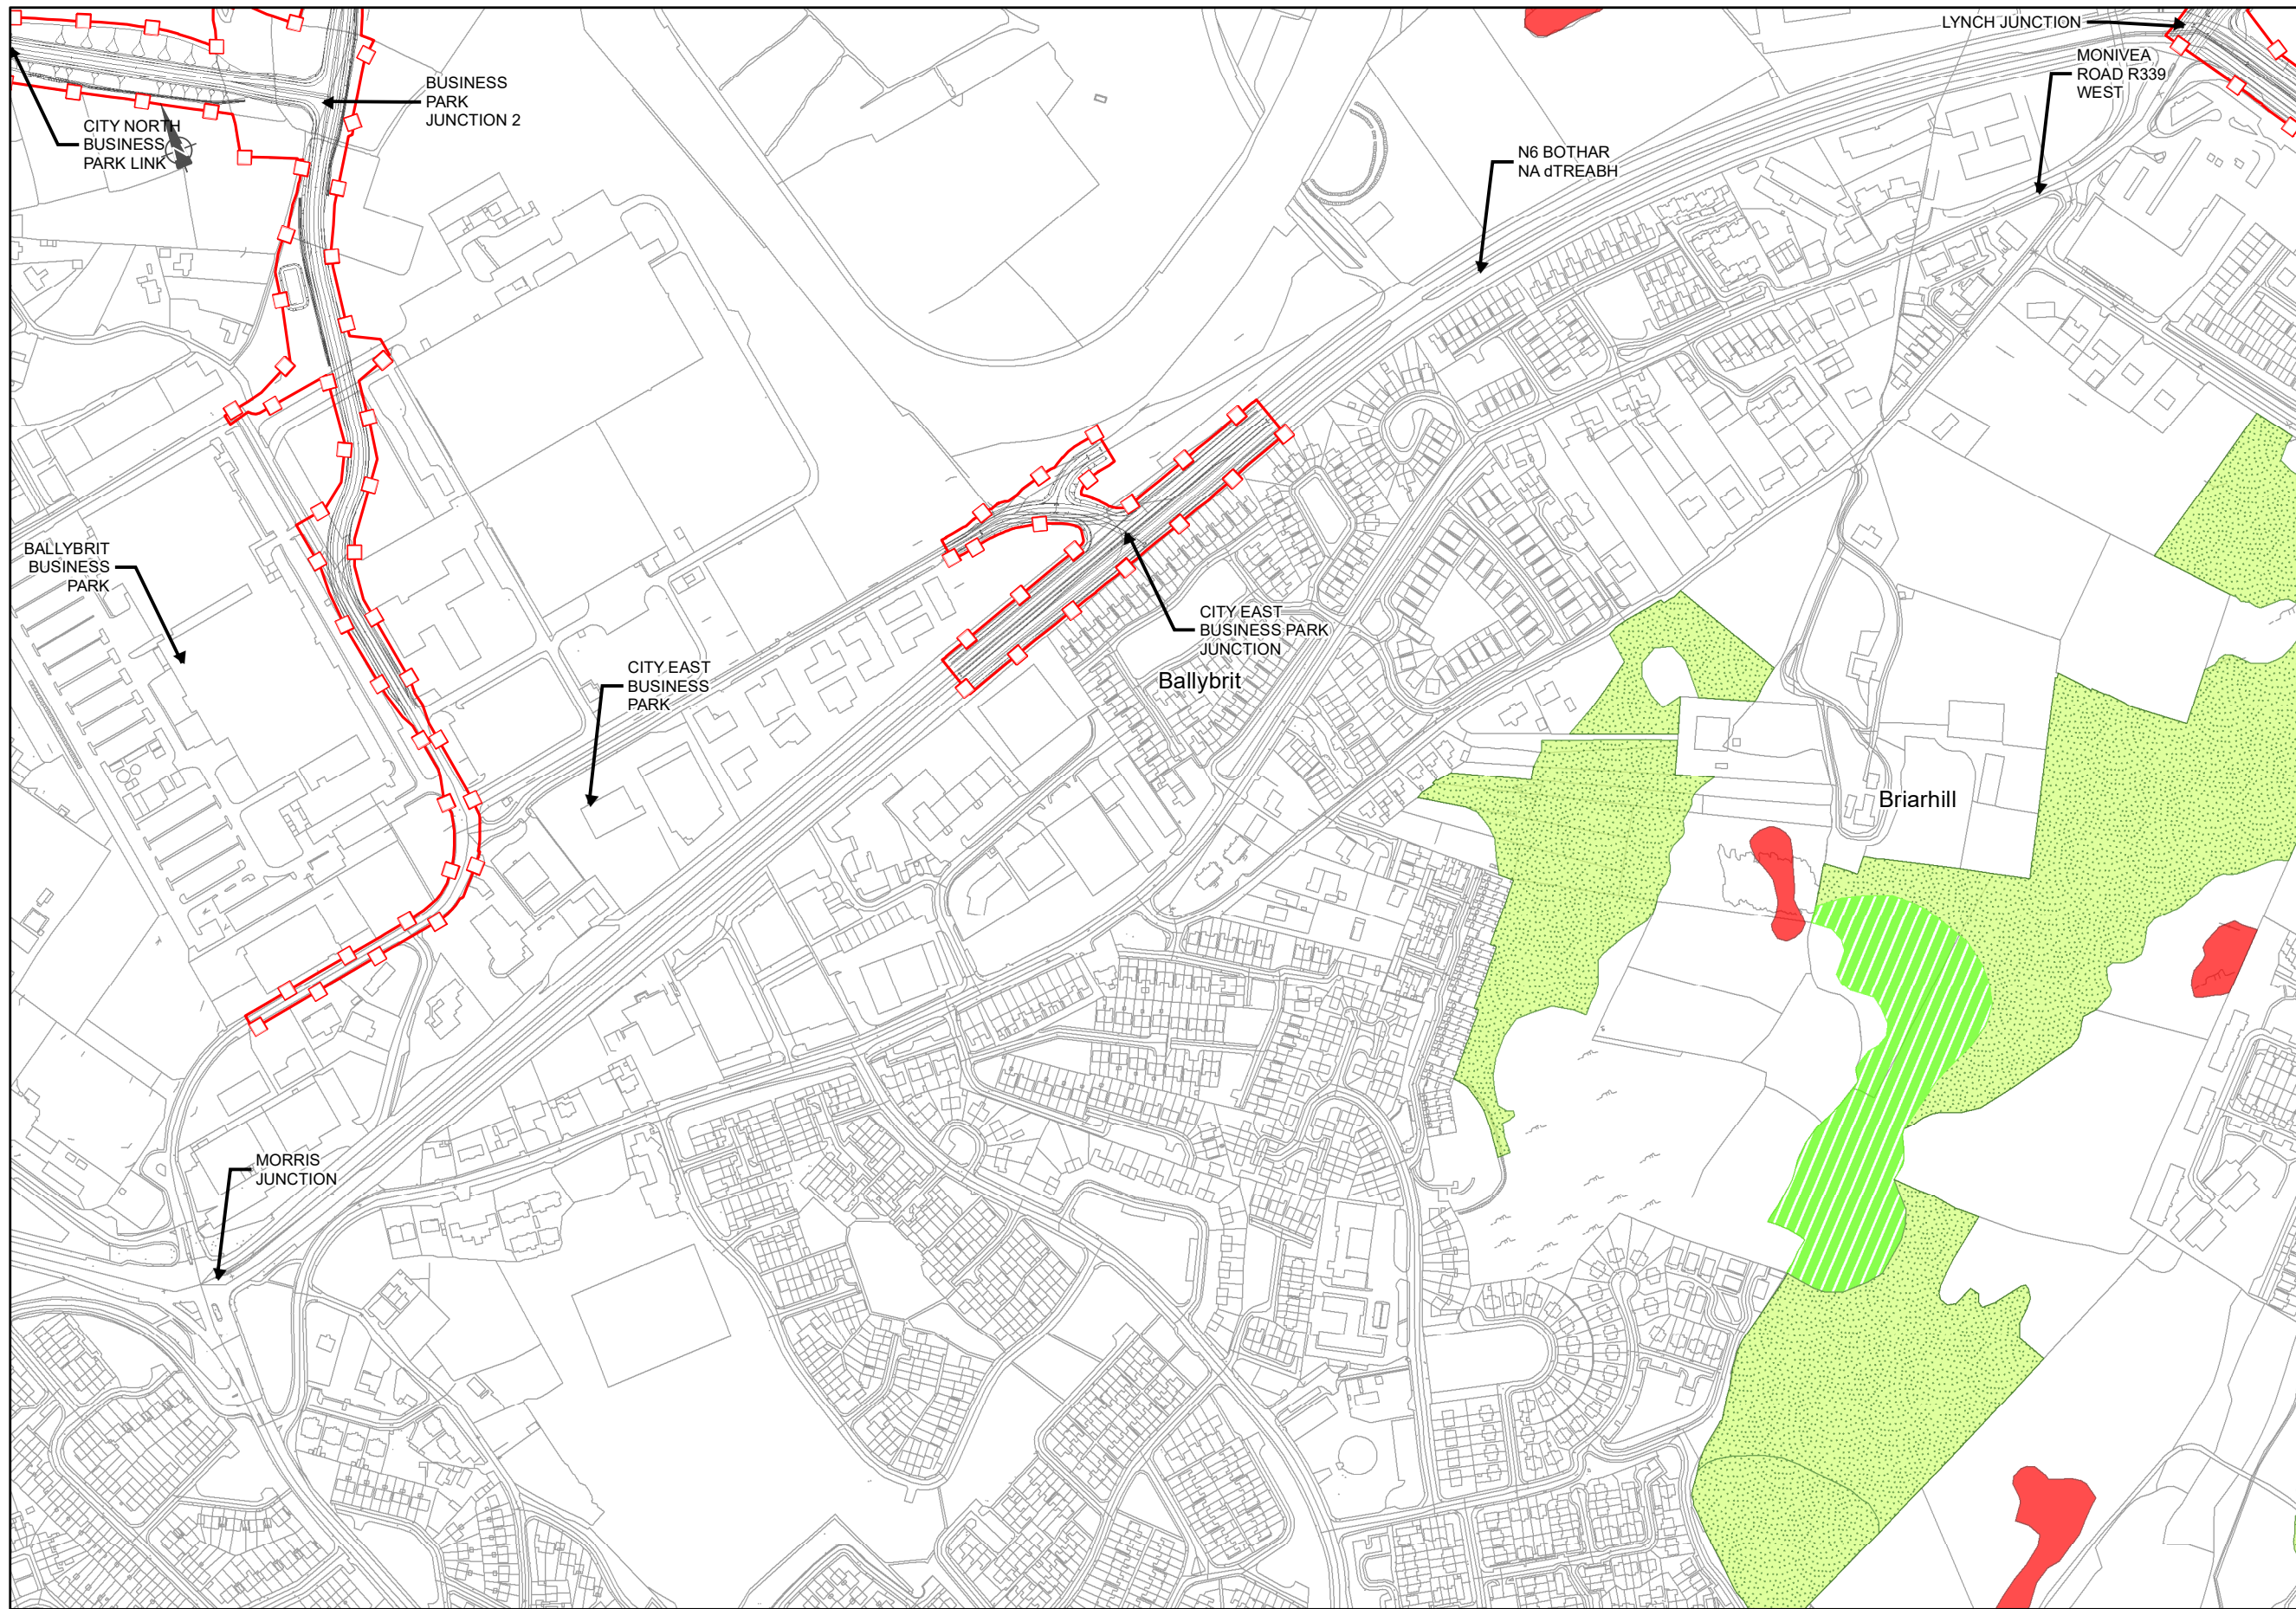 LYNCH JUNCTION
MONIVEA
ROAD R339
WEST
BUSINESS
PARK
JUNCTION 2
CITY NORTH
BUSINESS
PARK LINK
N6 BOTHAR
NA dTREABH
BALLYBRIT
BUSINESS
PARK
CITY EAST
BUSINESS PARK
JUNCTION
CITY EAST
BUSINESS
PARK
Ballybrit
Briarhill
MORRIS
JUNCTION